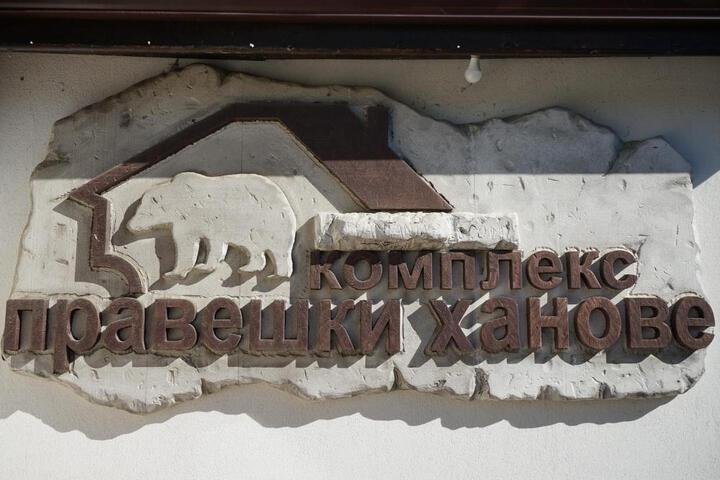 комплекс
правешки ханове